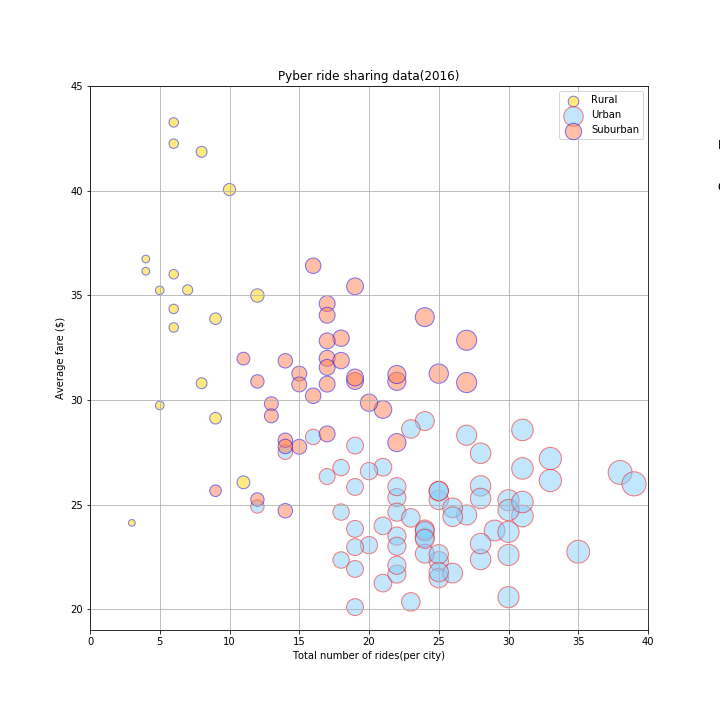 Pyber ride sharing data(2016)
Rural
Urban
Suburban
45
40
35
30
25
20
Average fare ($)
0
5
10
15
20
25
30
35
40
Total number of rides(per city)